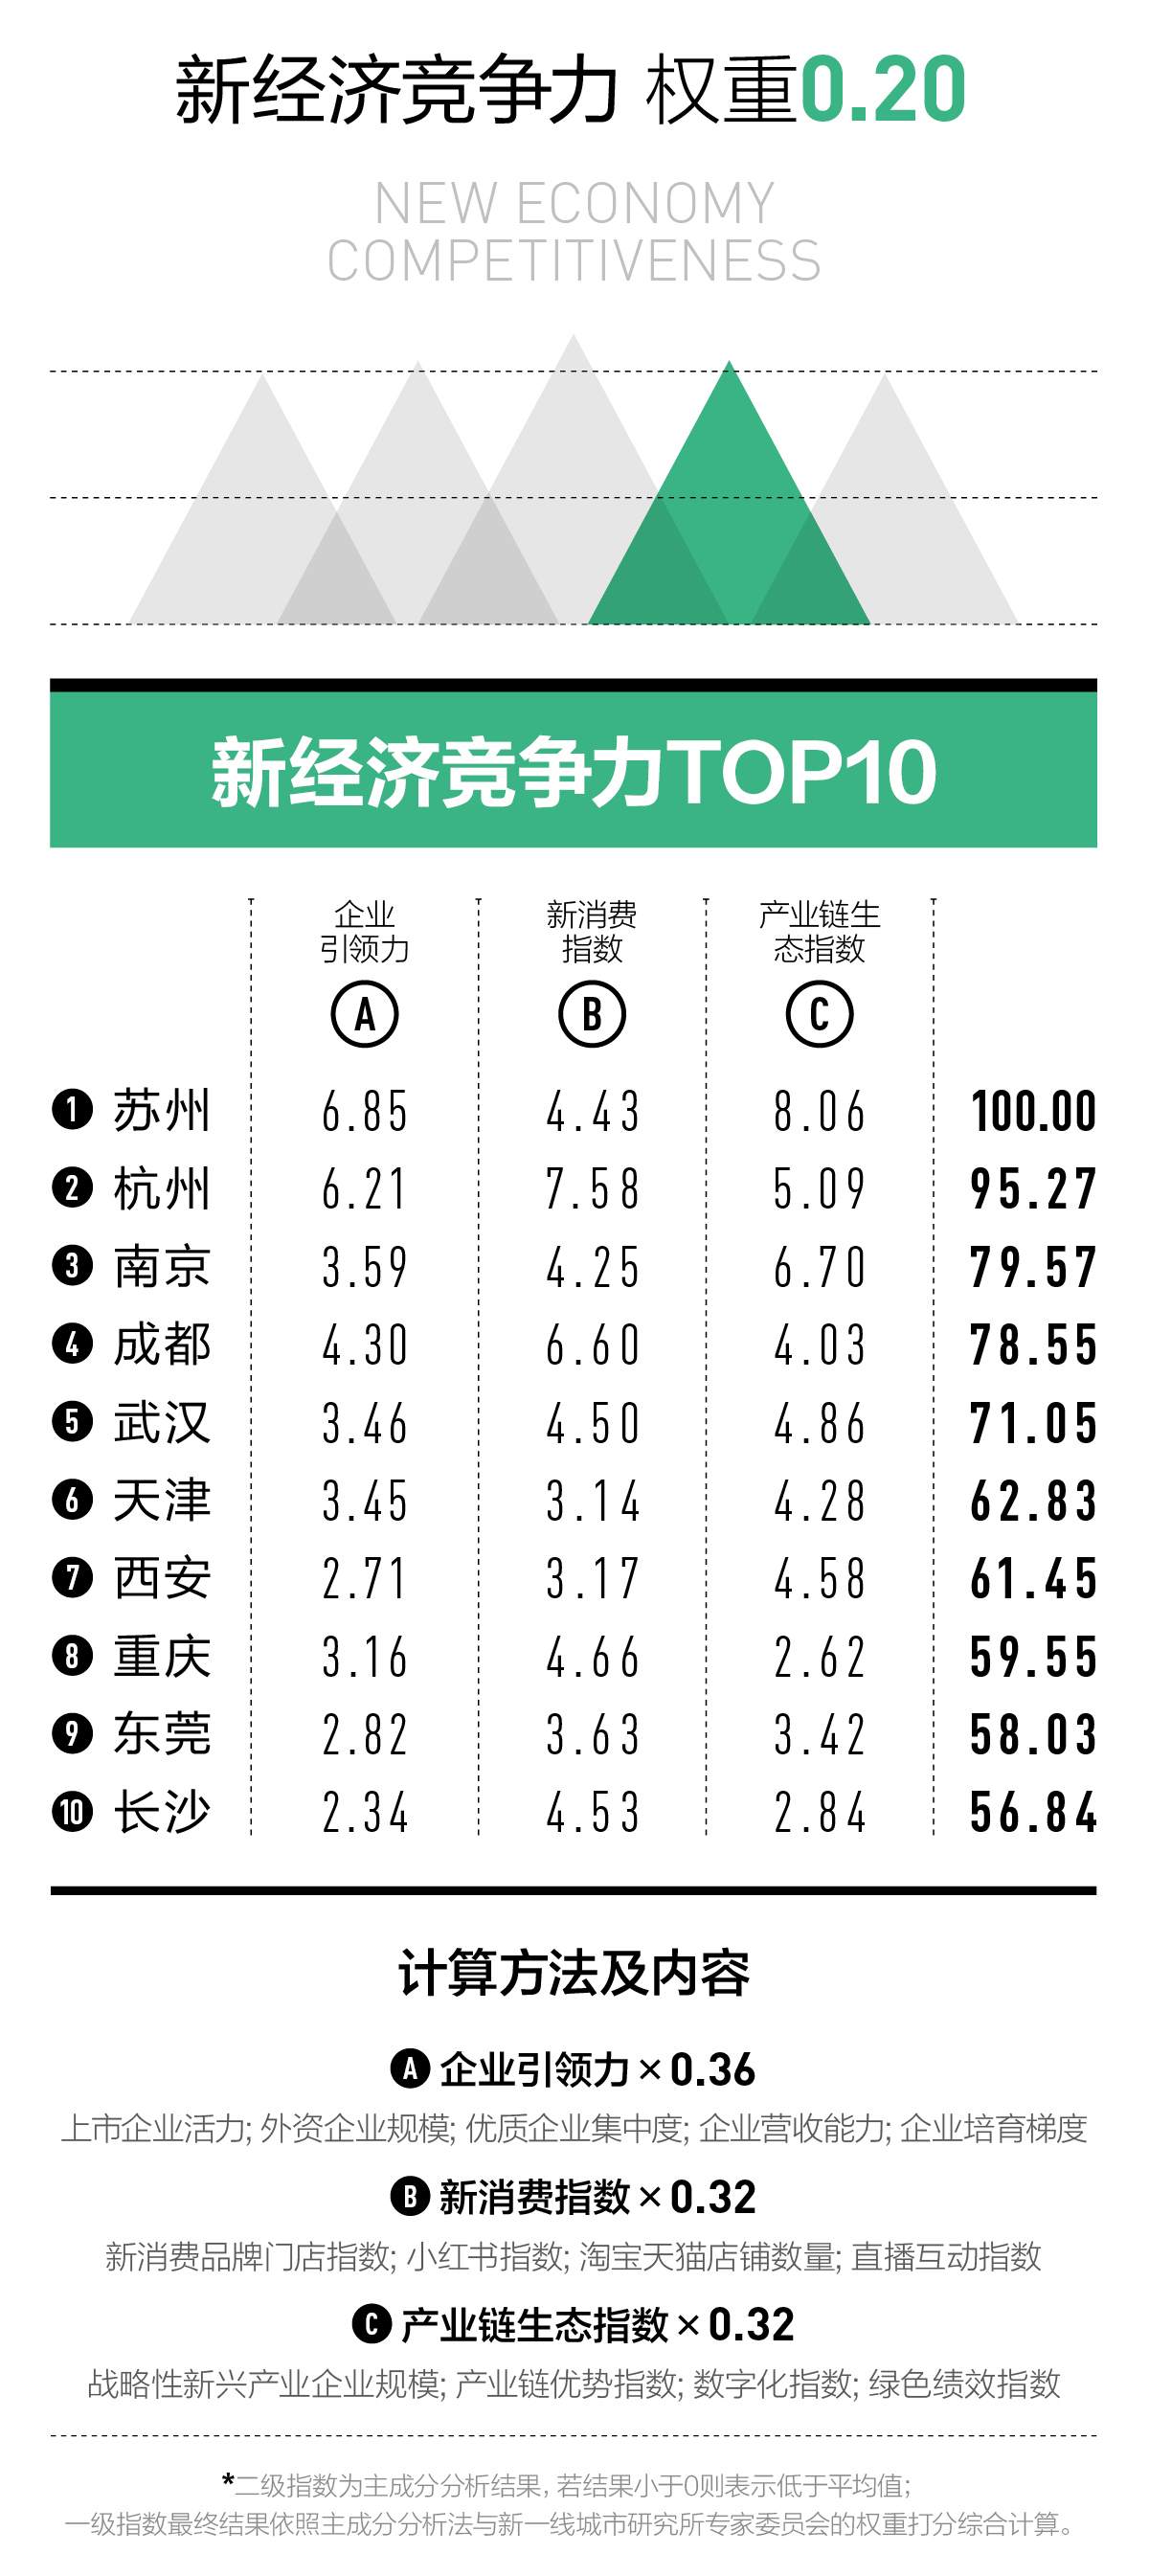 新经济竞争力 权重0.20
NEW ECONOMY
COMPETITIVENESS
新经济竞争力TOP10
企业 新消费 产业链生
引领力 指数 态指数
A B C
1 苏州 6.85 4.43 8.06 100.00
2 杭州 6.21 7.58 5.09 95.27
3 南京 3.59 4.25 6.70 79.57
4 成都 4.30 6.60 4.03 78.55
5 武汉 3.46 4.50 4.86 71.05
6 天津 3.45 3.14 4.28 62.83
7 西安 2.71 3.17 4.58 61.45
8 重庆 3.16 4.66 2.62 59.55
9 东莞 2.82 3.63 3.42 58.03
10 长沙 2.34 4.53 2.84 56.84
计算方法及内容
A 企业引领力×0.36
上市企业活力; 外资企业规模; 优质企业集中度; 企业营收能力; 企业培育梯度
B 新消费指数×0.32
新消费品牌门店指数; 小红书指数; 淘宝天猫店铺数量; 直播互动指数
C 产业链生态指数×0.32
战略性新兴产业企业规模; 产业链优势指数; 数字化指数; 绿色绩效指数
*二级指数为主成分分析结果，若结果小于0则表示低于平均值；
一级指数最终结果依照主成分分析法与新一线城市研究所专家委员会的权重打分综合计算。